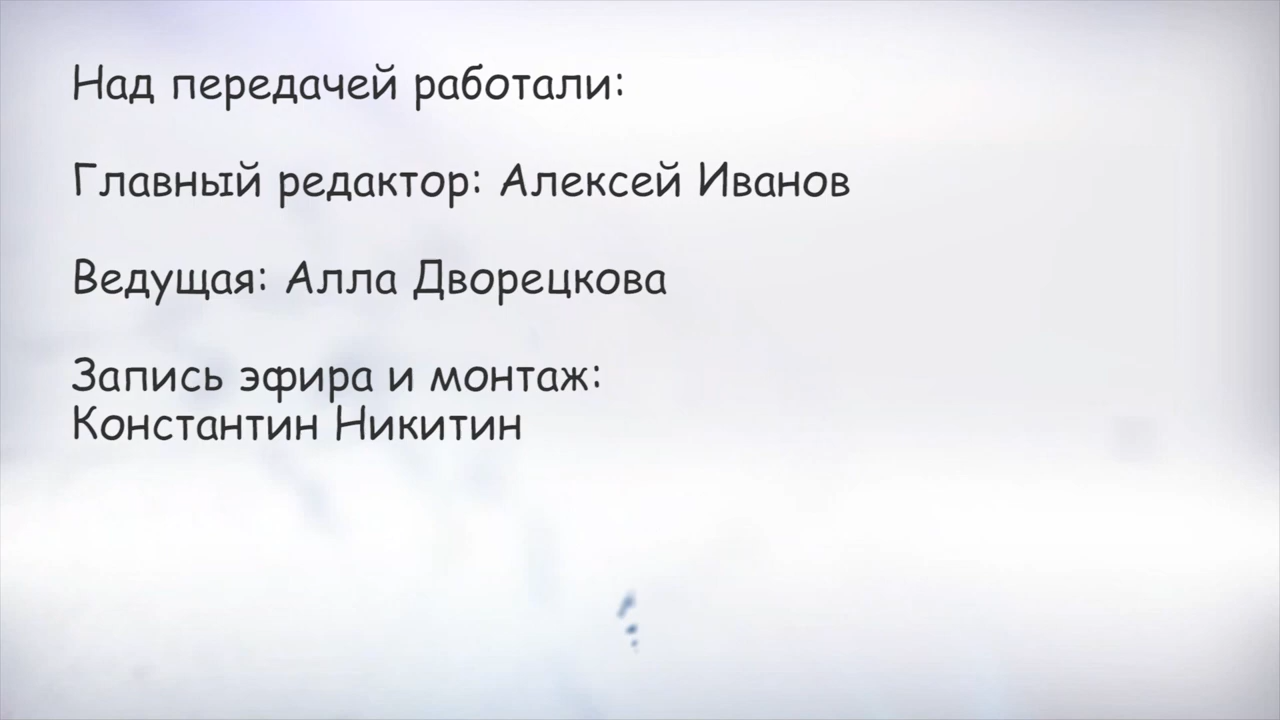 Над передачей работали:
Главный редактор: Алексей Иванов
Ведущая: Алла Дворецкова
Запись эфира и монтаж:
Константин Никитин